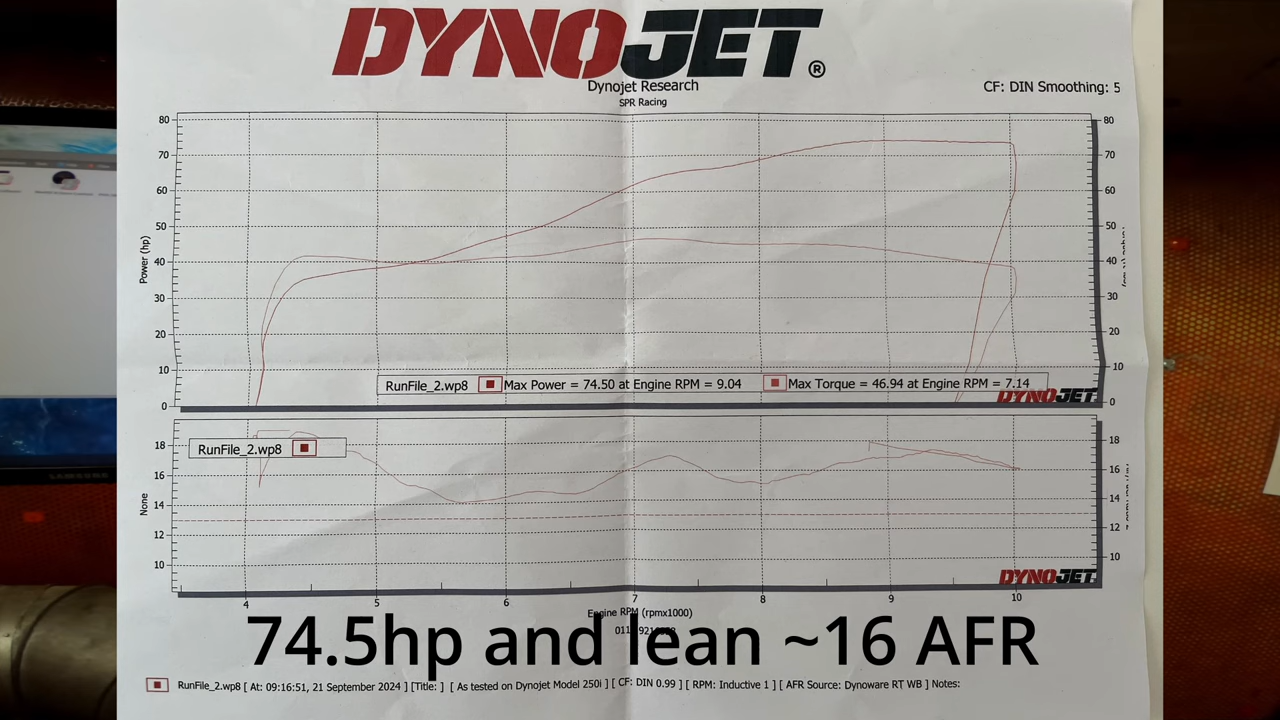 DYNOJET®
Dynojet Research
CF: DIN Smoothing: 5
SPR Racing
80
70
60
50
40
30
20
10
0
Power (hp)
80
70
60
50
40
30
20
10
0
RunFile_2.wp8 Max Power = 74.50 at Engine RPM = 9.04 Max Torque = 46.94 at Engine RPM = 7.14
DYNOJET
18
16
14
12
10
None
RunFile_2.wp8
18
16
14
12
10
DYNOJET
4 5 6 7 8 9 10
Engine RPM (rpmx1000)
74.5hp and lean ~16 AFR
RunFile_2.wp8 [ At: 09:16:51, 21 September 2024 ] [Title: ] [ As tested on Dynojet Model 250i ] [ CF: DIN 0.99 ] [ RPM: Inductive 1 ] [ AFR Source: Dynoware RT WB ] Notes:
SAMSUNG